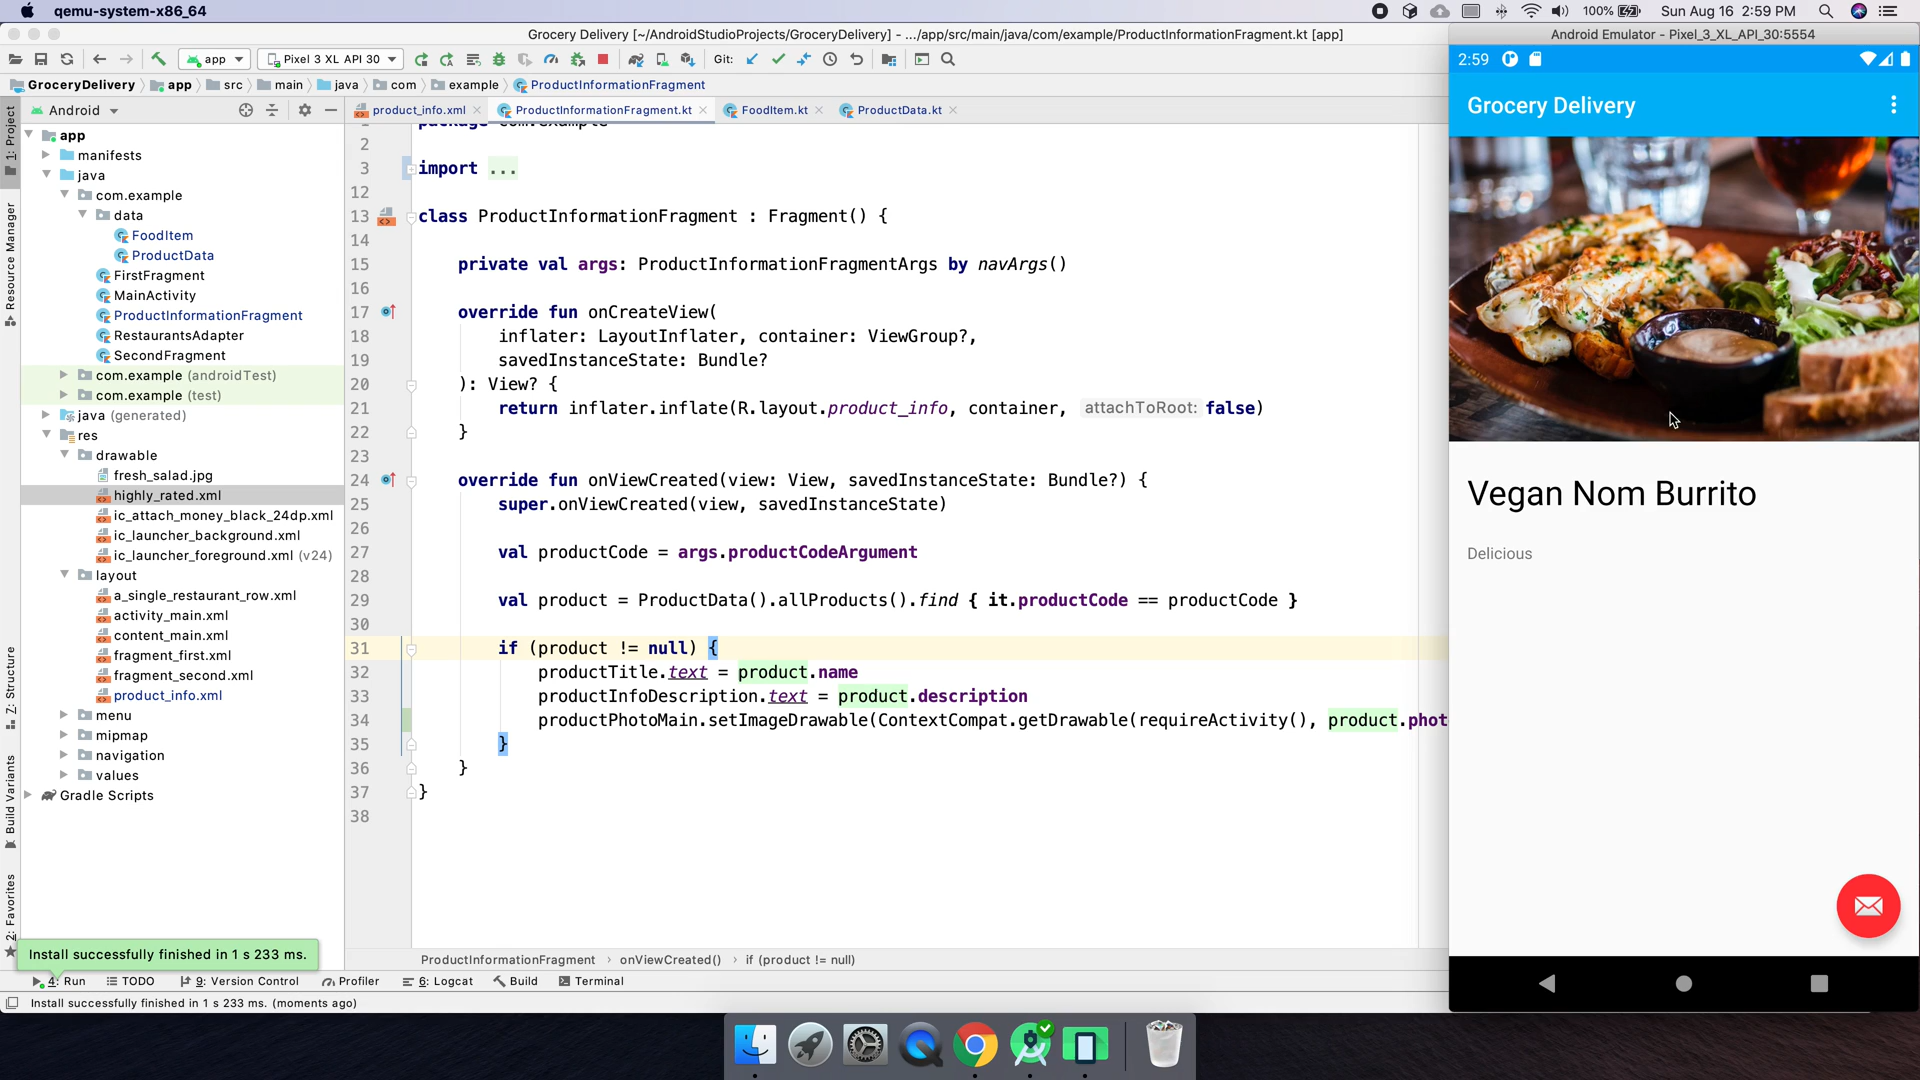 qemu-system-x86_64
100%
Sun Aug 16 2:59 PM
Grocery Delivery [~/AndroidStudioProjects/GroceryDelivery] - .../app/src/main/java/com/example/ProductInformationFragment.kt [app]
Android Emulator - Pixel_3_XL_API_30:5554
app
Pixel 3 XL API 30
Git:
GroceryDelivery
app
src
main
java
com
example
ProductInformationFragment
Android
product_info.xml
ProductInformationFragment.kt
FoodItem.kt
ProductData.kt
1: Project
Resource Manager
Z: Structure
Build Variants
2: Favorites
app
manifests
java
com.example
data
FoodItem
ProductData
FirstFragment
MainActivity
ProductInformationFragment
RestaurantsAdapter
SecondFragment
com.example (androidTest)
com.example (test)
java (generated)
res
drawable
fresh_salad.jpg
highly_rated.xml
ic_attach_money_black_24dp.xml
ic_launcher_background.xml
ic_launcher_foreground.xml (v24)
layout
a_single_restaurant_row.xml
activity_main.xml
content_main.xml
fragment_first.xml
fragment_second.xml
product_info.xml
menu
mipmap
navigation
values
Gradle Scripts
1 package com.example
2
3 import ...
12
13 class ProductInformationFragment : Fragment() {
14
15 private val args: ProductInformationFragmentArgs by navArgs()
16
17 override fun onCreateView(
18 inflater: LayoutInflater, container: ViewGroup?,
19 savedInstanceState: Bundle?
20 ): View? {
21 return inflater.inflate(R.layout.product_info, container, attachToRoot: false)
22 }
23
24 override fun onViewCreated(view: View, savedInstanceState: Bundle?) {
25 super.onViewCreated(view, savedInstanceState)
26
27 val productCode = args.productCodeArgument
28
29 val product = ProductData().allProducts().find { it.productCode == productCode }
30
31 if (product != null) {
32 productTitle.text = product.name
33 productInfoDescription.text = product.description
34 productPhotoMain.setImageDrawable(ContextCompat.getDrawable(requireActivity(), product.phot
35 }
36 }
37 }
38
ProductInformationFragment › onViewCreated() › if (product != null)
Install successfully finished in 1 s 233 ms.
4: Run
TODO
9: Version Control
Profiler
6: Logcat
Build
Terminal
Install successfully finished in 1 s 233 ms. (moments ago)
2:59
Grocery Delivery
Vegan Nom Burrito
Delicious